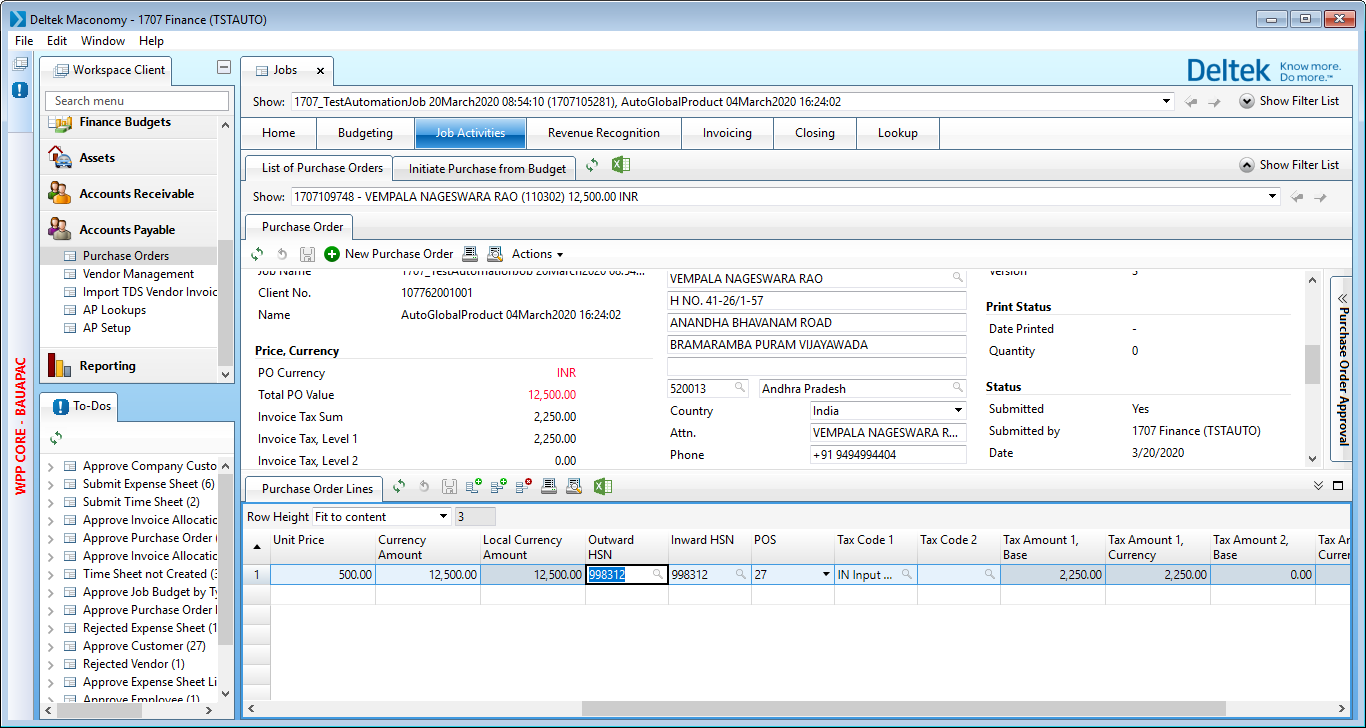 Deltek Maconomy - 1707 Finance (TSTAUTO)
File Edit Window Help
WPP CORE - BAUAPAC
Workspace Client
Search menu
Finance Budgets
Assets
Accounts Receivable
Accounts Payable
Purchase Orders
Vendor Management
Import TDS Vendor Invoic
AP Lookups
AP Setup
Reporting
To-Dos
Approve Company Custo
Submit Expense Sheet (6)
Submit Time Sheet (2)
Approve Invoice Allocatic
Approve Purchase Order (
Approve Invoice Allocatic
Time Sheet not Created (3
Approve Job Budget by Ty
Approve Purchase Order I
Rejected Expense Sheet (1
Approve Customer (27)
Rejected Vendor (1)
Approve Expense Sheet Li
Approve Employee (1)
Jobs
Deltek Know more.
Do more.™
Show: 1707_TestAutomationJob 20March2020 08:54:10 (1707105281), AutoGlobalProduct 04March2020 16:24:02
Show Filter List
Home Budgeting Job Activities Revenue Recognition Invoicing Closing Lookup
List of Purchase Orders Initiate Purchase from Budget
Show Filter List
Show: 1707109748 - VEMPALA NAGESWARA RAO (110302) 12,500.00 INR
Purchase Order
New Purchase Order Actions
Job Name 1707_TestAutomationJob 20March2020 08:54...
Client No. 107762001001
Name AutoGlobalProduct 04March2020 16:24:02
Price, Currency
PO Currency INR
Total PO Value 12,500.00
Invoice Tax Sum 2,250.00
Invoice Tax, Level 1 2,250.00
Invoice Tax, Level 2 0.00
VEMPALA NAGESWARA RAO
H NO. 41-26/1-57
ANANDHA BHAVANAM ROAD
BRAMARAMBA PURAM VIJAYAWADA
520013 Andhra Pradesh
Country India
Attn. VEMPALA NAGESWARA R...
Phone +91 9494994404
Version 3
Print Status
Date Printed -
Quantity 0
Status
Submitted Yes
Submitted by 1707 Finance (TSTAUTO)
Date 3/20/2020
Purchase Order Approval
Purchase Order Lines
Row Height Fit to content 3
Unit Price Currency Amount Local Currency Amount Outward HSN Inward HSN POS Tax Code 1 Tax Code 2 Tax Amount 1, Base Tax Amount 1, Currency Tax Amount 2, Base Tax Am Currer
1 500.00 12,500.00 12,500.00 998312 998312 27 IN Input ... 2,250.00 2,250.00 0.00